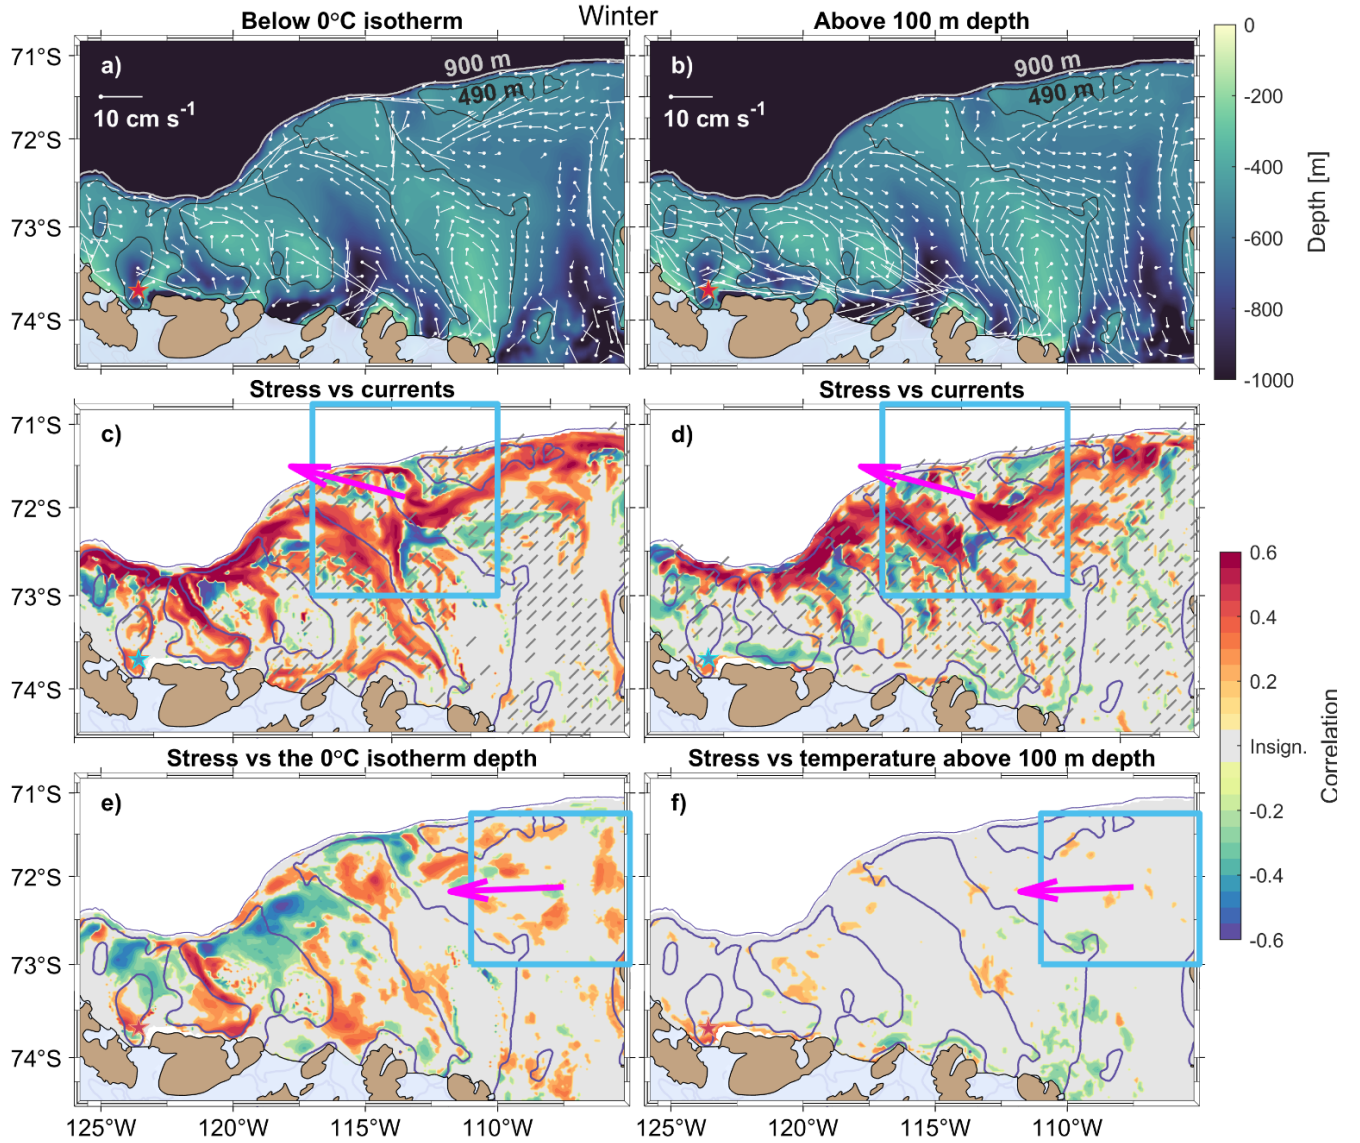 Winter
Below 0°C isotherm
Above 100 m depth
71°S
72°S
73°S
74°S
a)
10 cm s⁻¹
900 m
490 m
b)
10 cm s⁻¹
900 m
490 m
0
-200
-400
-600
-800
-1000
Depth [m]
Stress vs currents
Stress vs currents
71°S
72°S
73°S
74°S
c)
d)
0.6
0.4
0.2
Insign.
-0.2
-0.4
-0.6
Correlation
Stress vs the 0°C isotherm depth
Stress vs temperature above 100 m depth
71°S
72°S
73°S
74°S
e)
f)
125°W 120°W 115°W 110°W
125°W 120°W 115°W 110°W